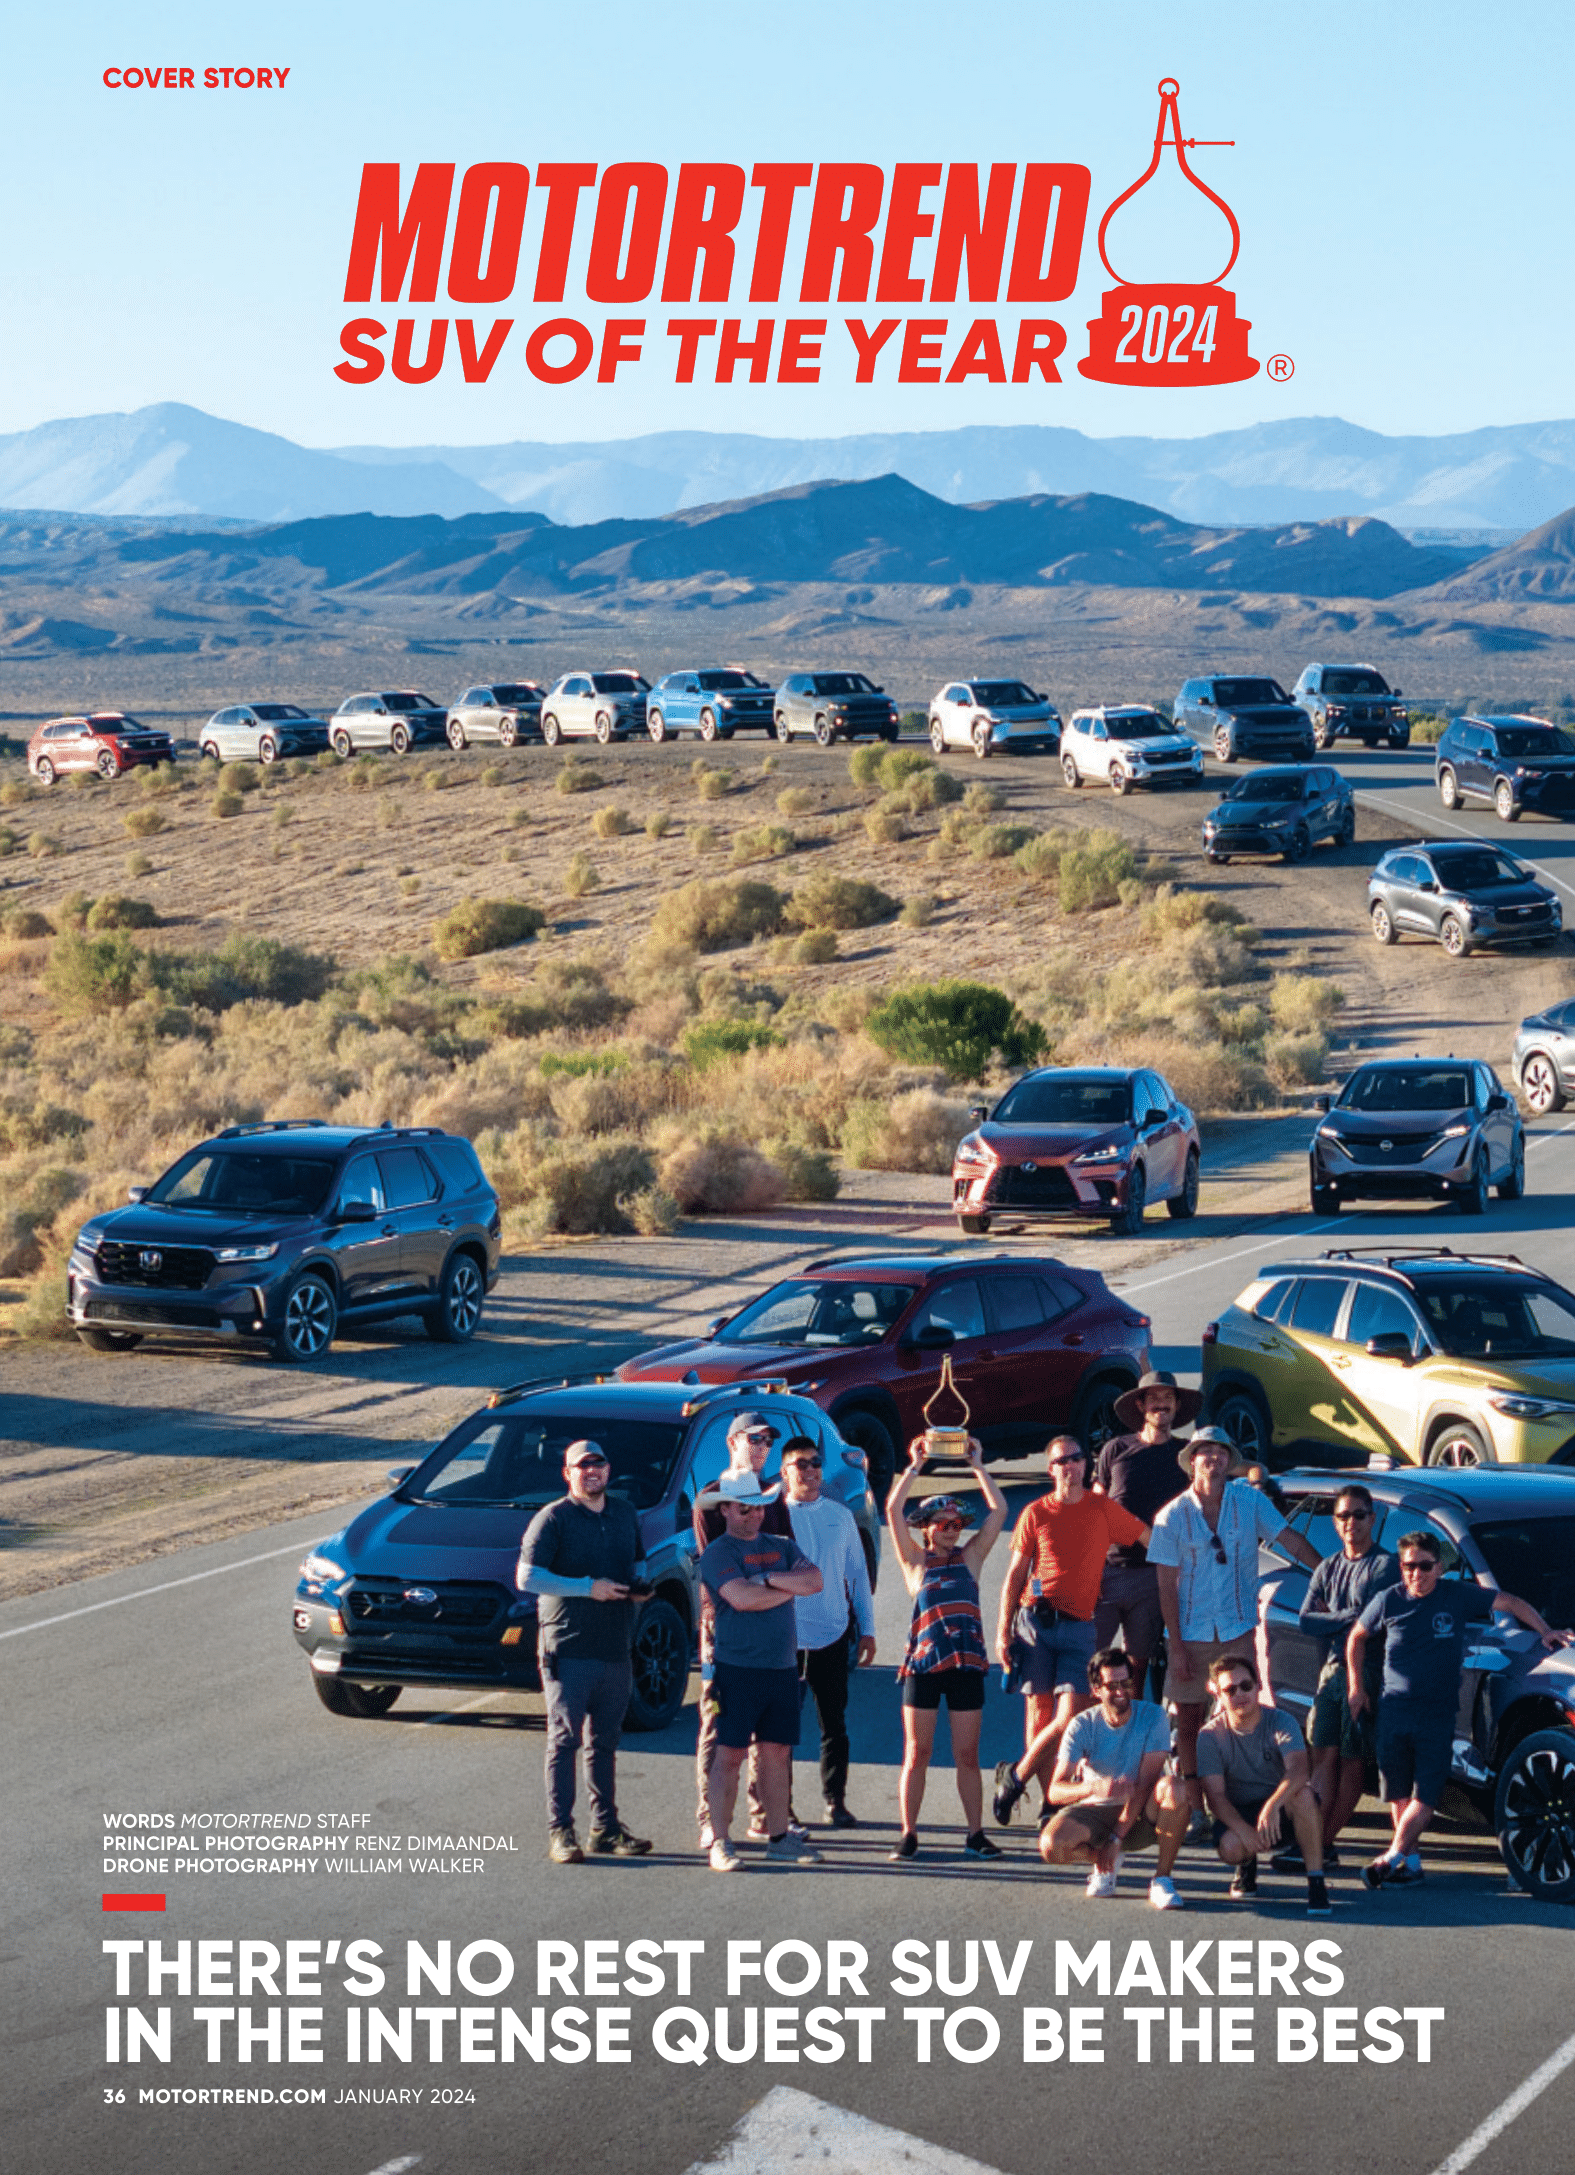 COVER STORY
MOTORTREND
SUV OF THE YEAR
2024
®
WORDS MOTORTREND STAFF
PRINCIPAL PHOTOGRAPHY RENZ DIMAANDAL
DRONE PHOTOGRAPHY WILLIAM WALKER
THERE'S NO REST FOR SUV MAKERS
IN THE INTENSE QUEST TO BE THE BEST
36 MOTORTREND.COM JANUARY 2024